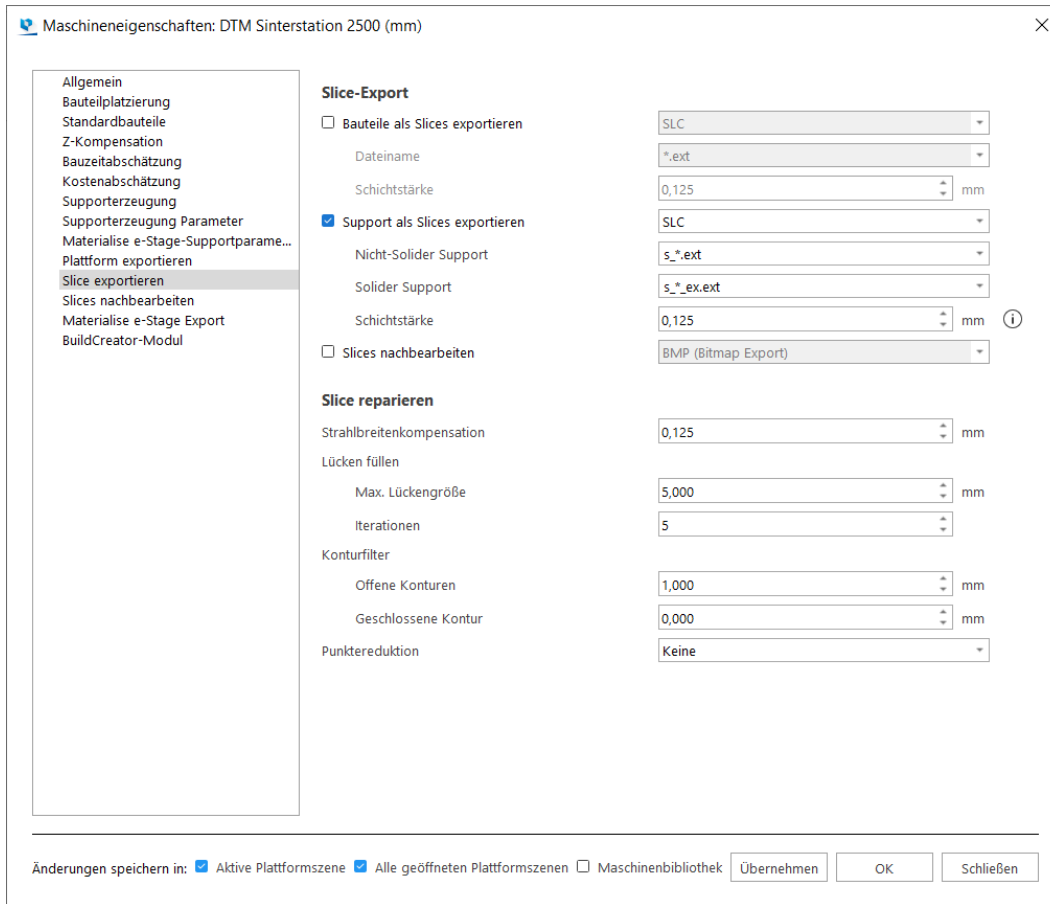 Maschineneigenschaften: DTM Sinterstation 2500 (mm)
Allgemein
Bauteilplatzierung
Standardbauteile
Z-Kompensation
Bauzeitabschätzung
Kostenabschätzung
Supporterzeugung
Supporterzeugung Parameter
Materialise e-Stage-Supportparame...
Plattform exportieren
Slice exportieren
Slices nachbearbeiten
Materialise e-Stage Export
BuildCreator-Modul
Slice-Export
Bauteile als Slices exportieren SLC
Dateiname *.ext
Schichtstärke 0,125 mm
Support als Slices exportieren SLC
Nicht-Solider Support s_*.ext
Solider Support s_*_ex.ext
Schichtstärke 0,125 mm
Slices nachbearbeiten BMP (Bitmap Export)
Slice reparieren
Strahlbreitenkompensation 0,125 mm
Lücken füllen
Max. Lückengröße 5,000 mm
Iterationen 5
Konturfilter
Offene Konturen 1,000 mm
Geschlossene Kontur 0,000 mm
Punktereduktion Keine
Änderungen speichern in: Aktive Plattformszene Alle geöffneten Plattformszenen Maschinenbibliothek Übernehmen OK Schließen